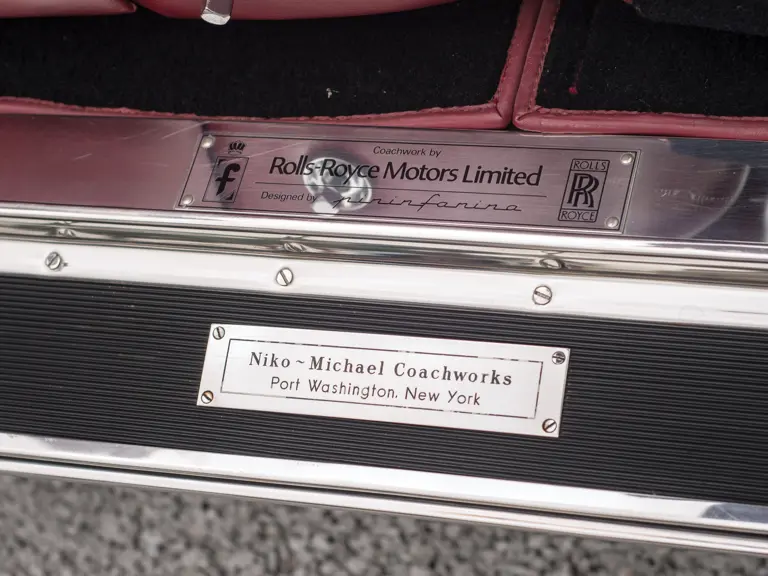 Coachwork by
f Rolls-Royce Motors Limited ROLLS
RR
Designed by pininfarina ROYCE
Niko ~ Michael Coachworks
Port Washington, New York